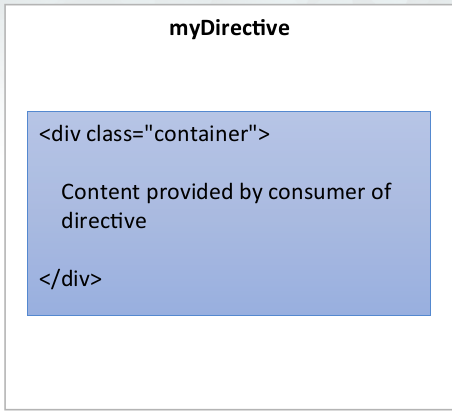 myDirective
<div class="container">
Content provided by consumer of
directive
</div>